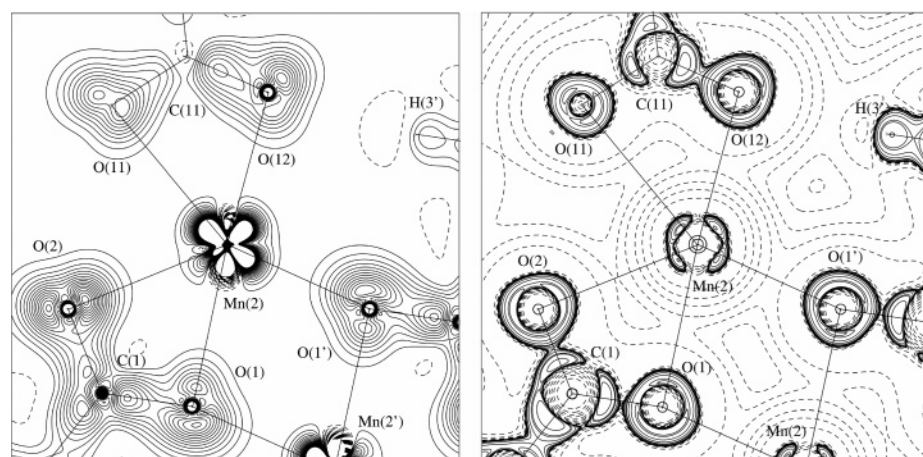 H(3')
C(11)
O(11)
O(12)
O(2)
Mn(2)
C(1)
O(1)
O(1')
Mn(2')
H(3')
C(11)
O(11)
O(12)
O(2)
Mn(2)
O(1')
C(1)
O(1)
Mn(2)